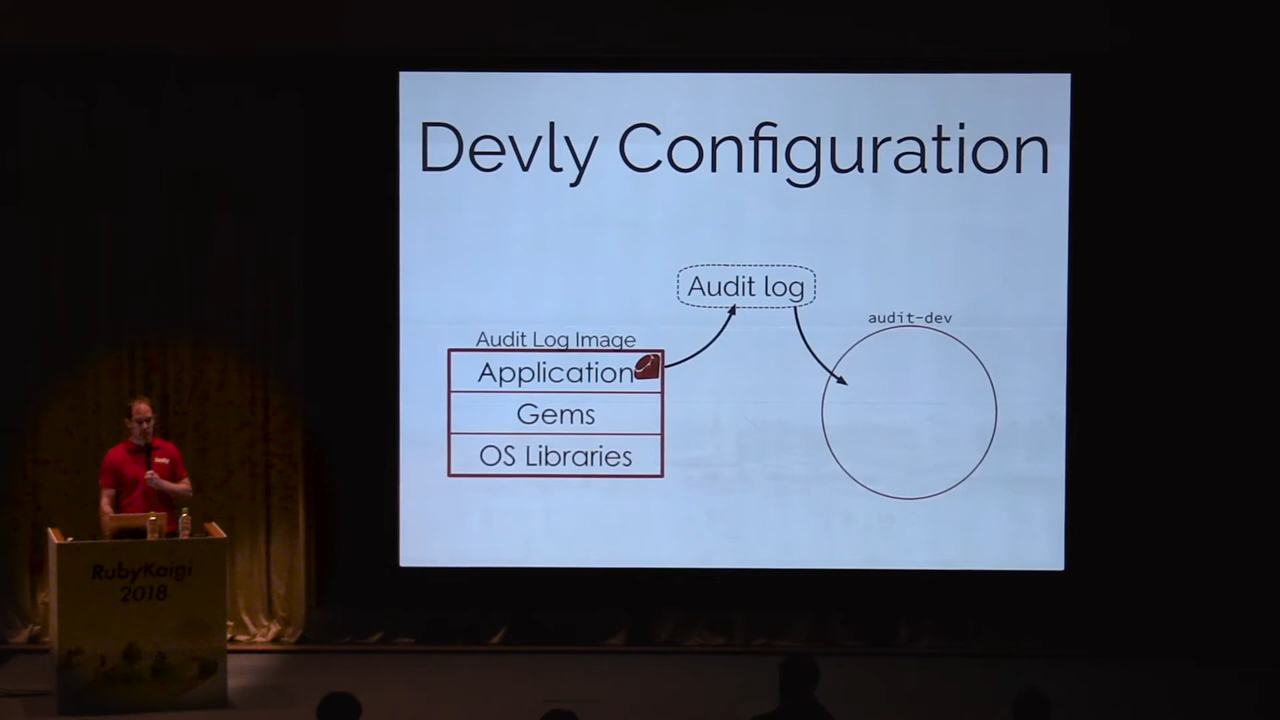 Devly Configuration
Audit log
audit-dev
Audit Log Image
Application
Gems
OS Libraries
RubyKaigi
2018